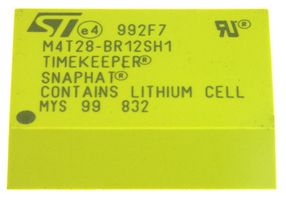 ST e4 992F7
M4T28-BR12SH1
TIMEKEEPER®
SNAPHAT®
CONTAINS LITHIUM CELL
MYS 99 832